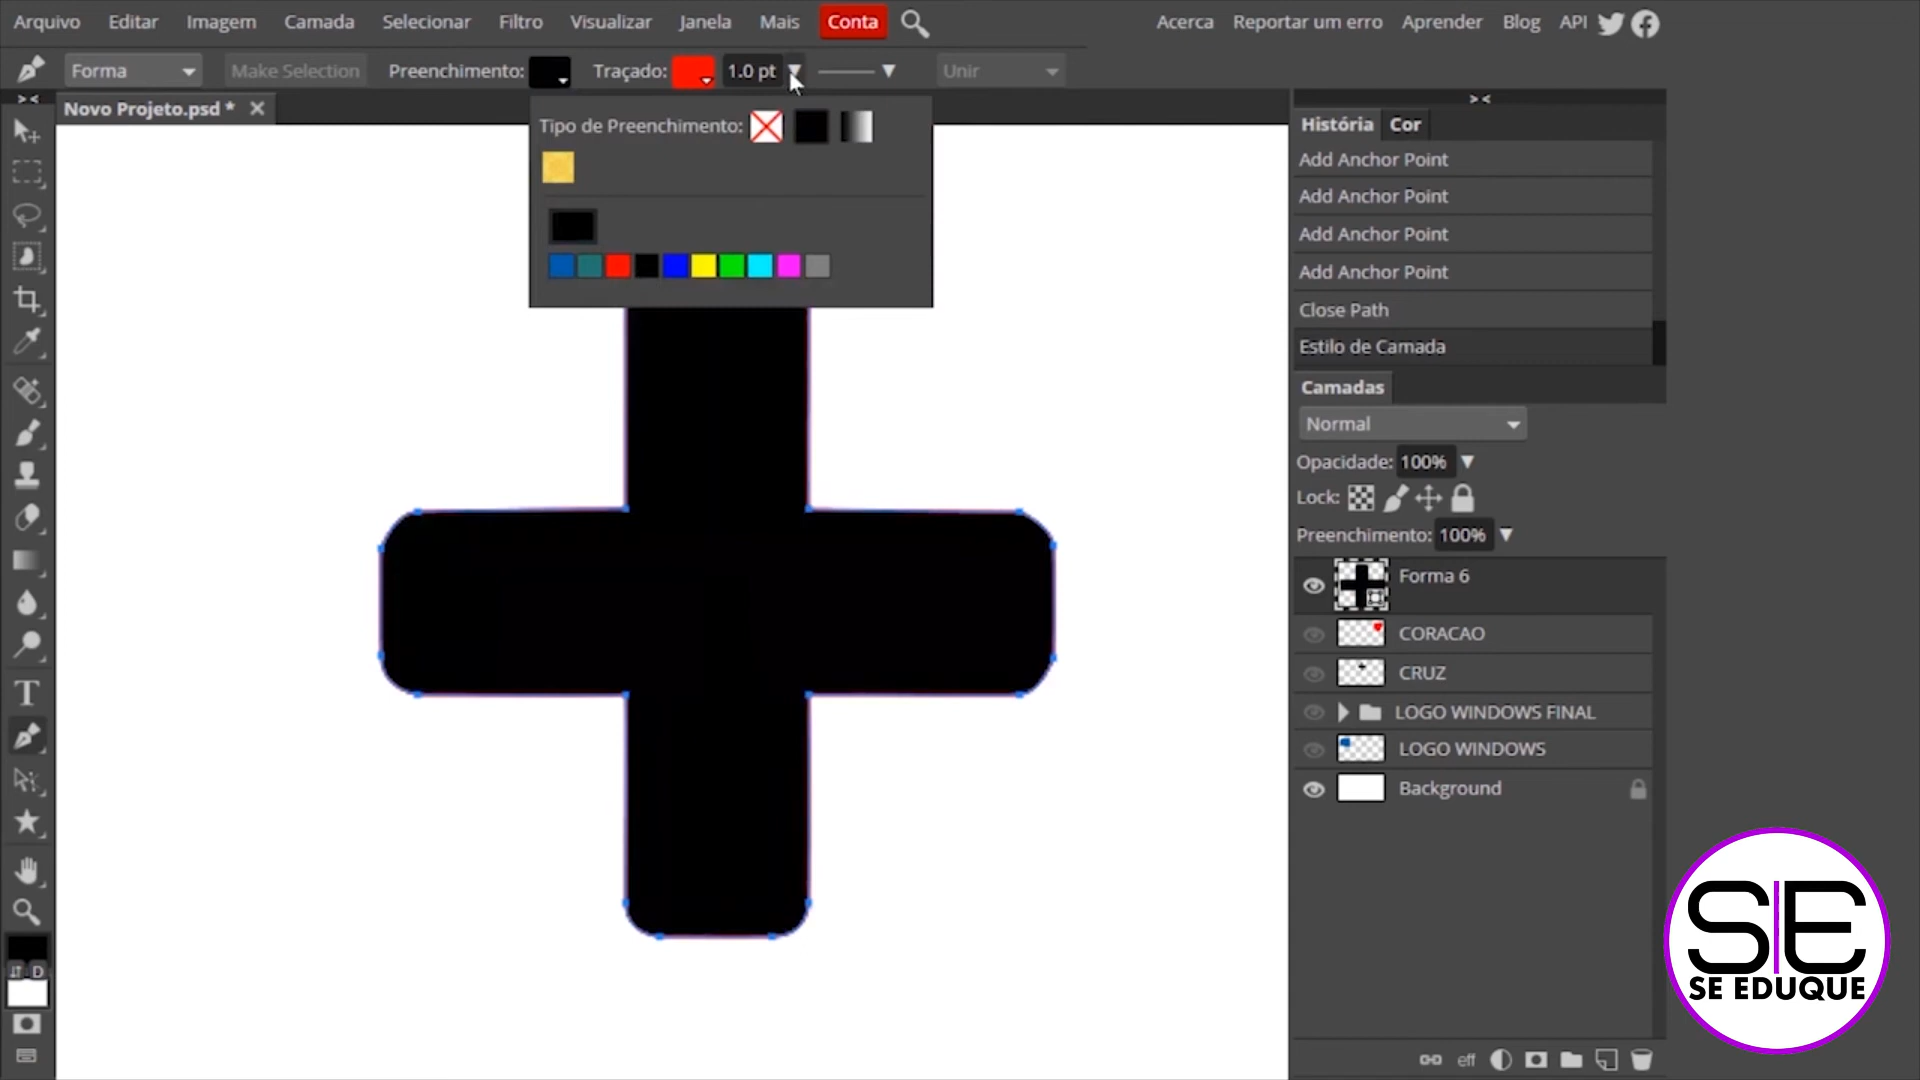 Arquivo Editar Imagem Camada Selecionar Filtro Visualizar Janela Mais Conta Acerca Reportar um erro Aprender Blog API
Forma Make Selection Preenchimento: Traçado: 1.0 pt Unir
Novo Projeto.psd *
Tipo de Preenchimento:
História Cor
Add Anchor Point
Add Anchor Point
Add Anchor Point
Add Anchor Point
Close Path
Estilo de Camada
Camadas
Normal
Opacidade: 100%
Lock:
Preenchimento: 100%
Forma 6
CORACAO
CRUZ
LOGO WINDOWS FINAL
LOGO WINDOWS
Background
D
eff
SE
SE EDUQUE